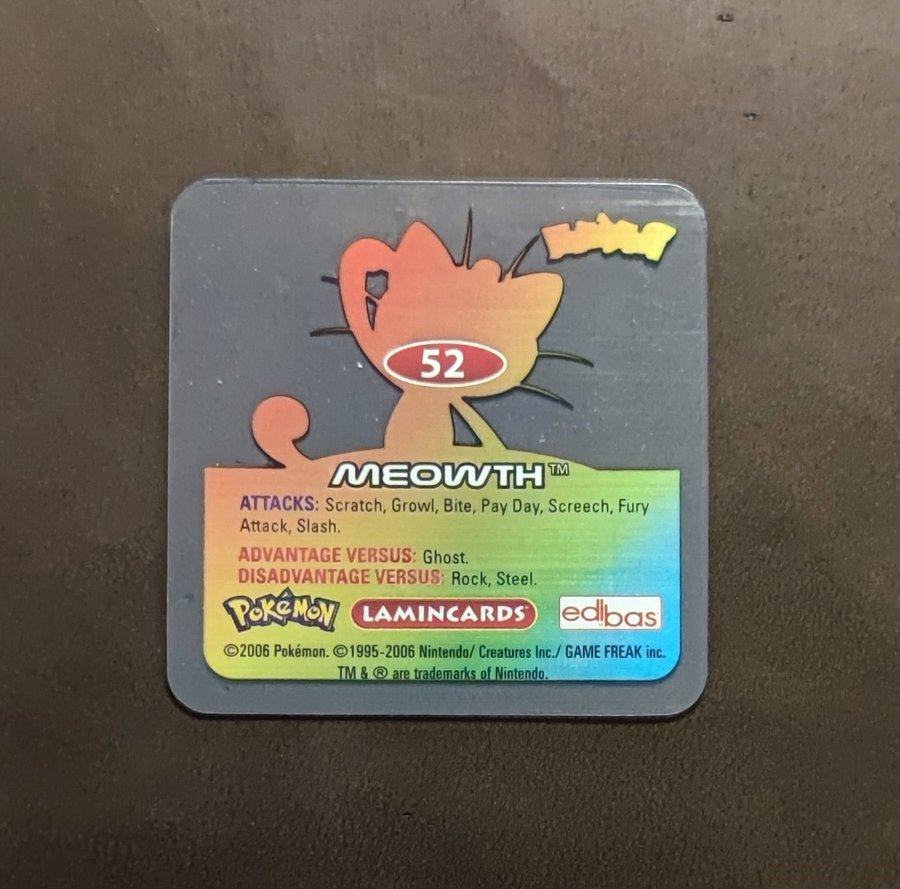 52
MEOWTH™
ATTACKS: Scratch, Growl, Bite, Pay Day, Screech, Fury
Attack, Slash.
ADVANTAGE VERSUS: Ghost.
DISADVANTAGE VERSUS: Rock, Steel.
POKéMON LAMINCARDS® edibas
©2006 Pokémon. ©1995-2006 Nintendo/ Creatures Inc./ GAME FREAK inc.
TM & ® are trademarks of Nintendo.